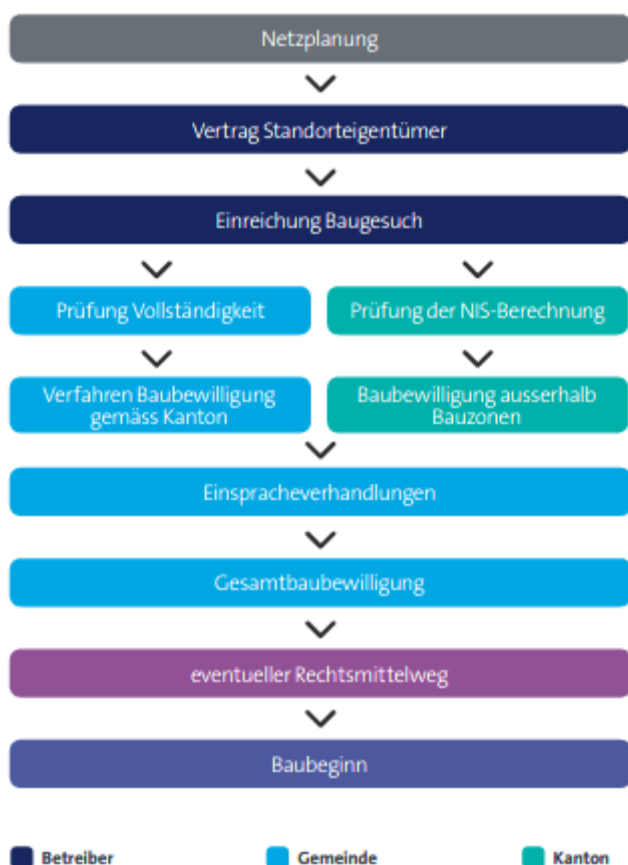 Netzplanung
Vertrag Standorteigentümer
Einreichung Baugesuch
Prüfung Vollständigkeit
Prüfung der NIS-Berechnung
Verfahren Baubewilligung
gemäss Kanton
Baubewilligung ausserhalb
Bauzonen
Einspracheverhandlungen
Gesamtbaubewilligung
eventueller Rechtsmittelweg
Baubeginn
Betreiber
Gemeinde
Kanton